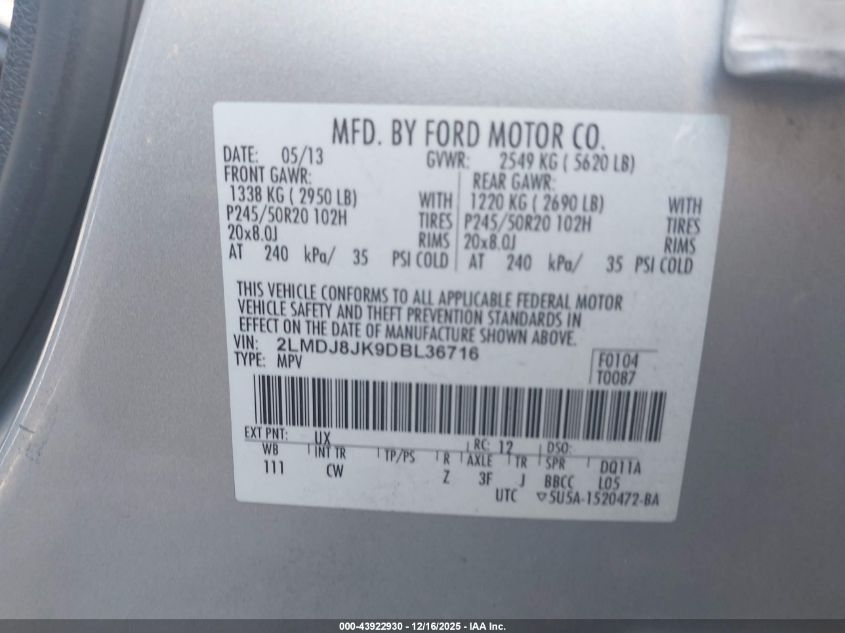 MFD. BY FORD MOTOR CO.
DATE: 05/13 GVWR: 2549 KG ( 5620 LB)
FRONT GAWR: REAR GAWR:
1338 KG ( 2950 LB) WITH 1220 KG ( 2690 LB) WITH
P245/50R20 102H TIRES P245/50R20 102H TIRES
20x8.0J RIMS 20x8.0J RIMS
AT 240 kPa/ 35 PSI COLD AT 240 kPa/ 35 PSI COLD
THIS VEHICLE CONFORMS TO ALL APPLICABLE FEDERAL MOTOR
VEHICLE SAFETY AND THEFT PREVENTION STANDARDS IN
EFFECT ON THE DATE OF MANUFACTURE SHOWN ABOVE.
VIN: 2LMDJ8JK9DBL36716 F0104
TYPE: MPV T0087
EXT PNT: UX RC: 12 DSO:
WB INT TR TP/PS R AXLE TR SPR DQ11A
111 CW Z 3F J BBCC L05
UTC ▽5U5A-1520472-BA
000-43922930 - 12/16/2025 - IAA Inc.